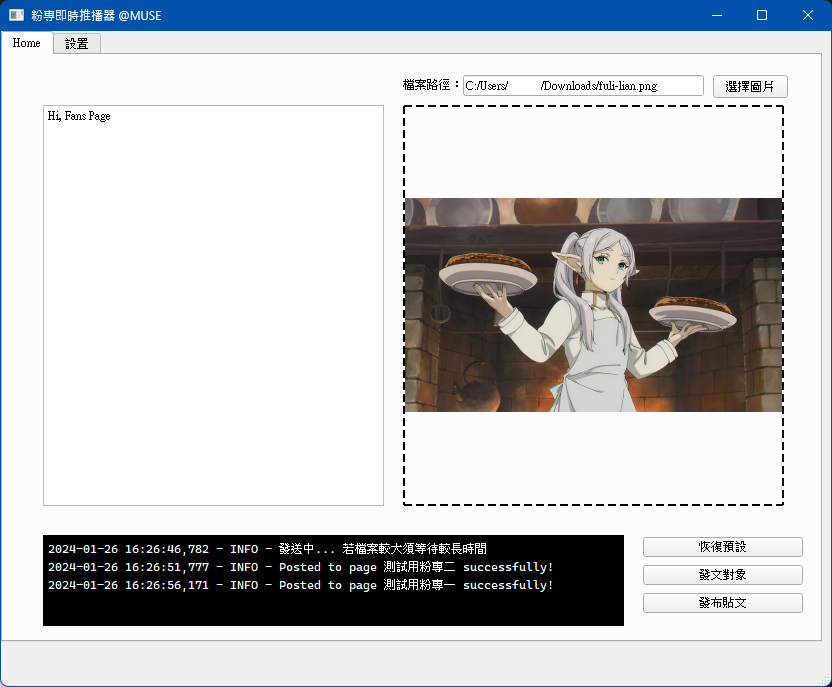 粉專即時推播器 @MUSE
Home
設置
檔案路徑：
C:/Users/ /Downloads/fuli-lian.png
選擇圖片
Hi, Fans Page
2024-01-26 16:26:46,782 - INFO - 發送中... 若檔案較大須等待較長時間
2024-01-26 16:26:51,777 - INFO - Posted to page 測試用粉專二 successfully!
2024-01-26 16:26:56,171 - INFO - Posted to page 測試用粉專一 successfully!
恢復預設
發文對象
發布貼文